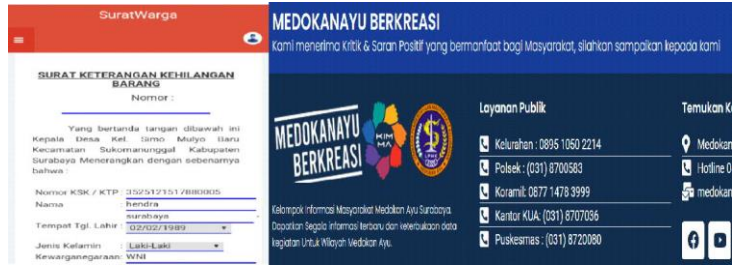 SuratWarga
SURAT KETERANGAN KEHILANGAN
BARANG
Nomor :
Yang bertanda tangan dibawah ini
Kepala Desa Kel. Simo Mulyo Baru
Kecamatan Sukomanunggal Kabupaten
Surabaya Menerangkan dengan sebenarnya
bahwa :
Nomor KSK / KTP : 3525121517880005
Nama : hendra
Tempat Tgl. Lahir : surabaya
02/02/1989
Jenis Kelamin : Laki-Laki
Kewarganegaraan: WNI
MEDOKANAYU BERKREASI
Kami menerima Kritik & Saran Positif yang bermanfaat bagi Masyarakat, silahkan sampaikan kepada kami
MEDOKANAYU
BERKREASI
KIM
MA
Kelompok Informasi Masyarakat Medokan Ayu Surabaya.
Dapatkan Segala informasi terbaru dan keterbukaan data
kegiatan Untuk Wilayah Medokan Ayu.
Layanan Publik
Kelurahan : 0895 1050 2214
Polsek : (031) 8700583
Koramil: 0877 1478 3999
Kantor KUA: (031) 8707036
Puskesmas : (031) 8720080
Temukan K
Medokan
Hotline 0
medokan